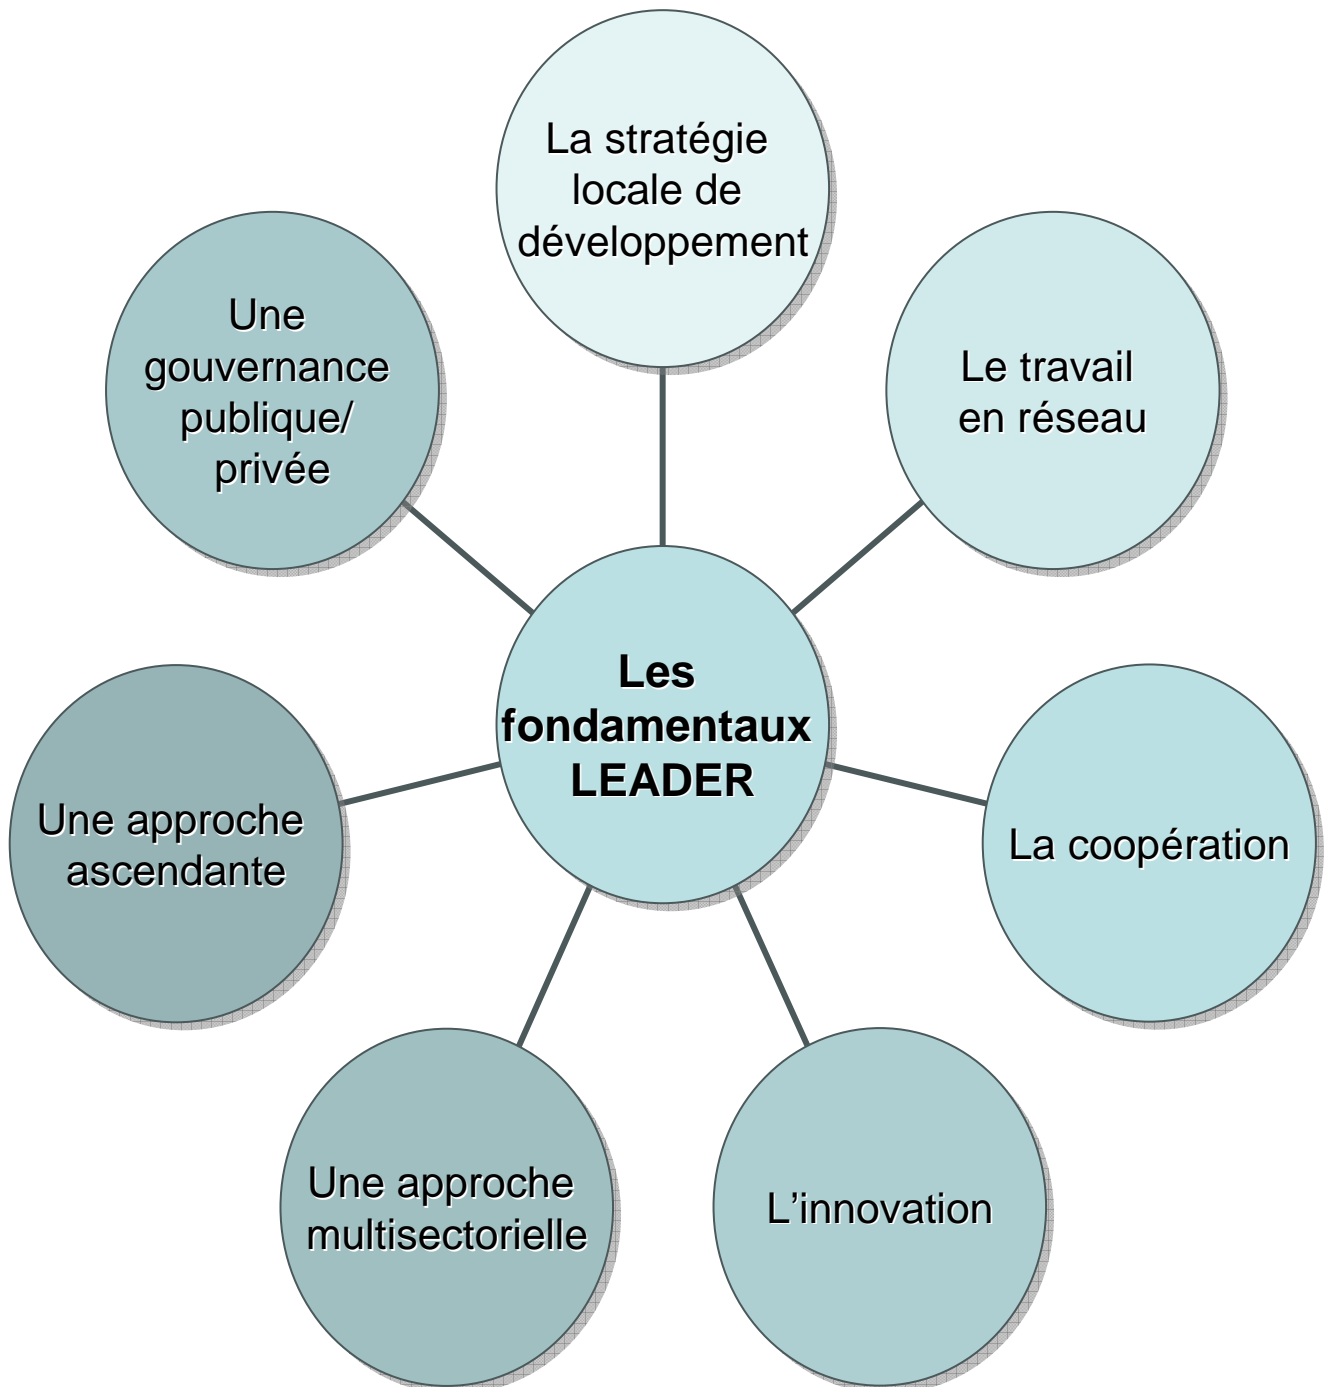 La stratégie
locale de
développement
Une
gouvernance
publique/
privée
Le travail
en réseau
Les
fondamentaux
LEADER
Une approche
ascendante
La coopération
Une approche
multisectorielle
L’innovation